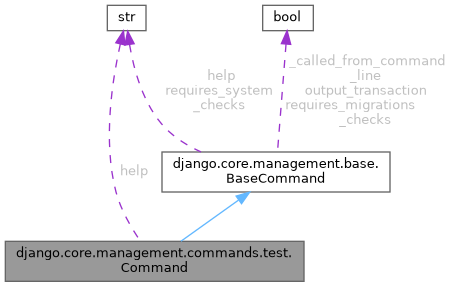 str
bool
help
requires_system
_checks
_called_from_command
_line
output_transaction
requires_migrations
_checks
help
django.core.management.base.
BaseCommand
django.core.management.commands.test.
Command